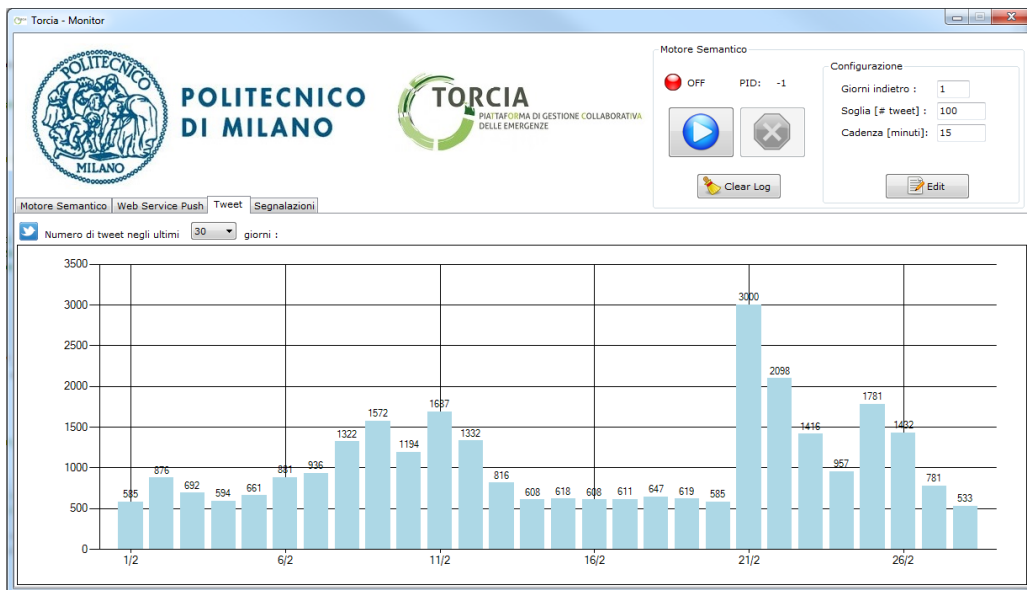 Torcia - Monitor
POLITECNICO
MILANO
POLITECNICO
DI MILANO
TORCIA
PIATTAFORMA DI GESTIONE COLLABORATIVA
DELLE EMERGENZE
Motore Semantico
OFF PID: -1
Clear Log
Configurazione
Giorni indietro : 1
Soglia [# tweet] : 100
Cadenza [minuti]: 15
Edit
Motore Semantico Web Service Push Tweet Segnalazioni
Numero di tweet negli ultimi 30 giorni :
3500
3000
2500
2000
1500
1000
500
0
585 876 692 594 661 881 936 1322 1572 1194 1687 1332 816 608 618 608 611 647 619 585 3000 2098 1416 957 1781 1432 781 533
1/2 6/2 11/2 16/2 21/2 26/2